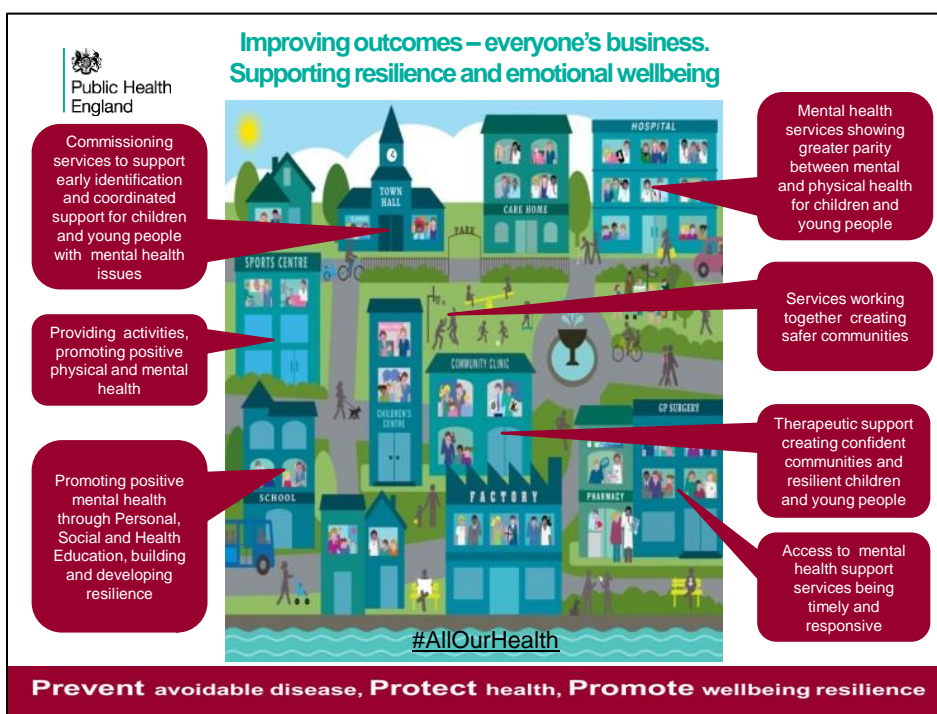 Improving outcomes – everyone's business.
Supporting resilience and emotional wellbeing
Public Health
England
Commissioning
services to support
early identification
and coordinated
support for children
and young people
with mental health
issues
Providing activities,
promoting positive
physical and mental
health
Promoting positive
mental health
through Personal,
Social and Health
Education, building
and developing
resilience
TOWN
HALL
CARE HOME
HOSPITAL
PARK
SPORTS CENTRE
COMMUNITY CLINIC
CHILDREN'S
CENTRE
GP SURGERY
SCHOOL
FACTORY
PHARMACY
#AllOurHealth
Mental health
services showing
greater parity
between mental
and physical health
for children and
young people
Services working
together creating
safer communities
Therapeutic support
creating confident
communities and
resilient children
and young people
Access to mental
health support
services being
timely and
responsive
Prevent avoidable disease, Protect health, Promote wellbeing resilience